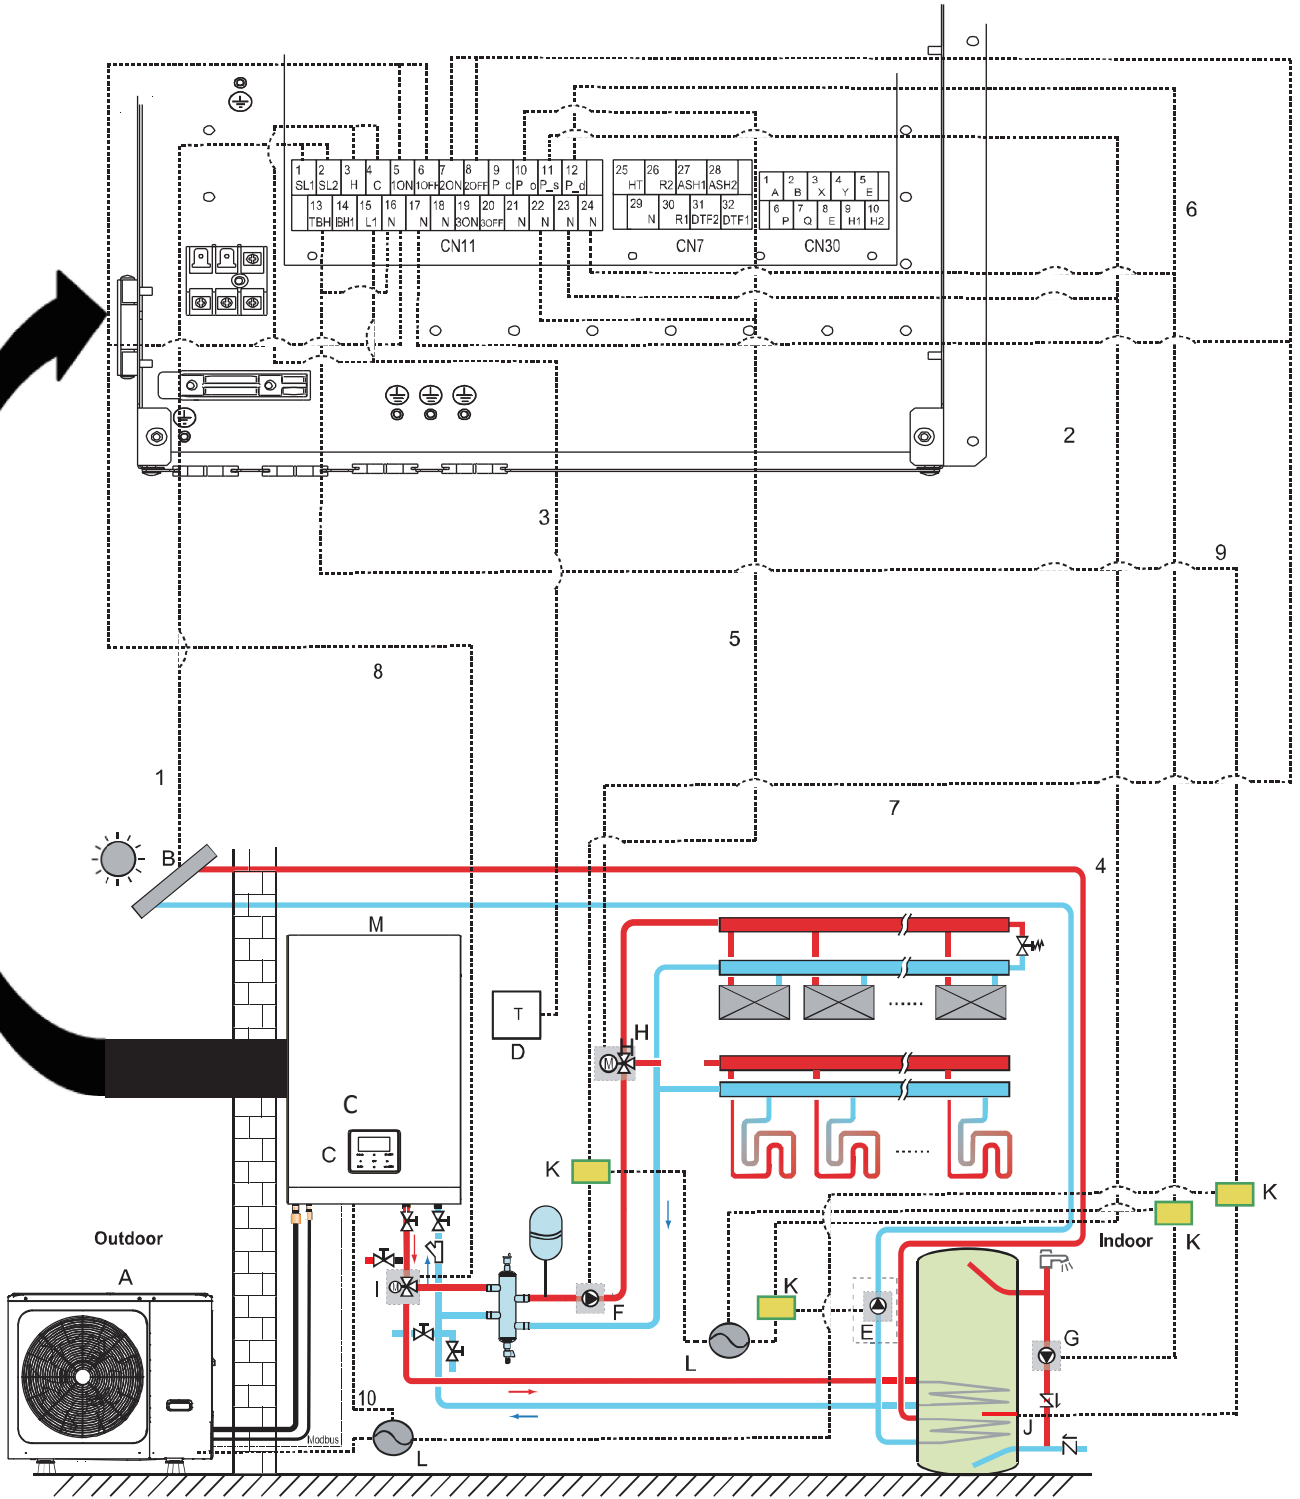 1 2 3 4 5 6 7 8 9 10 11 12
SL1 SL2 H C 1ON 1OFF 2ON 2OFF P_c P_o P_s P_d
13 14 15 16 17 18 19 20 21 22 23 24
TBH IBH1 L1 N N N 3ON 3OFF N N N N
CN11
25 26 27 28
HT R2 ASH1 ASH2
29 30 31 32
N R1 DTF2 DTF1
CN7
1 2 3 4 5
A B X Y E
6 7 8 9 10
P Q E H1 H2
CN30
6
2
3
9
5
8
1
7
B
4
M
T
D
H
H
M
C
C
K
K
K
Outdoor
Indoor
A
I
M
K
F
E
G
L
10
J
Modbus
L